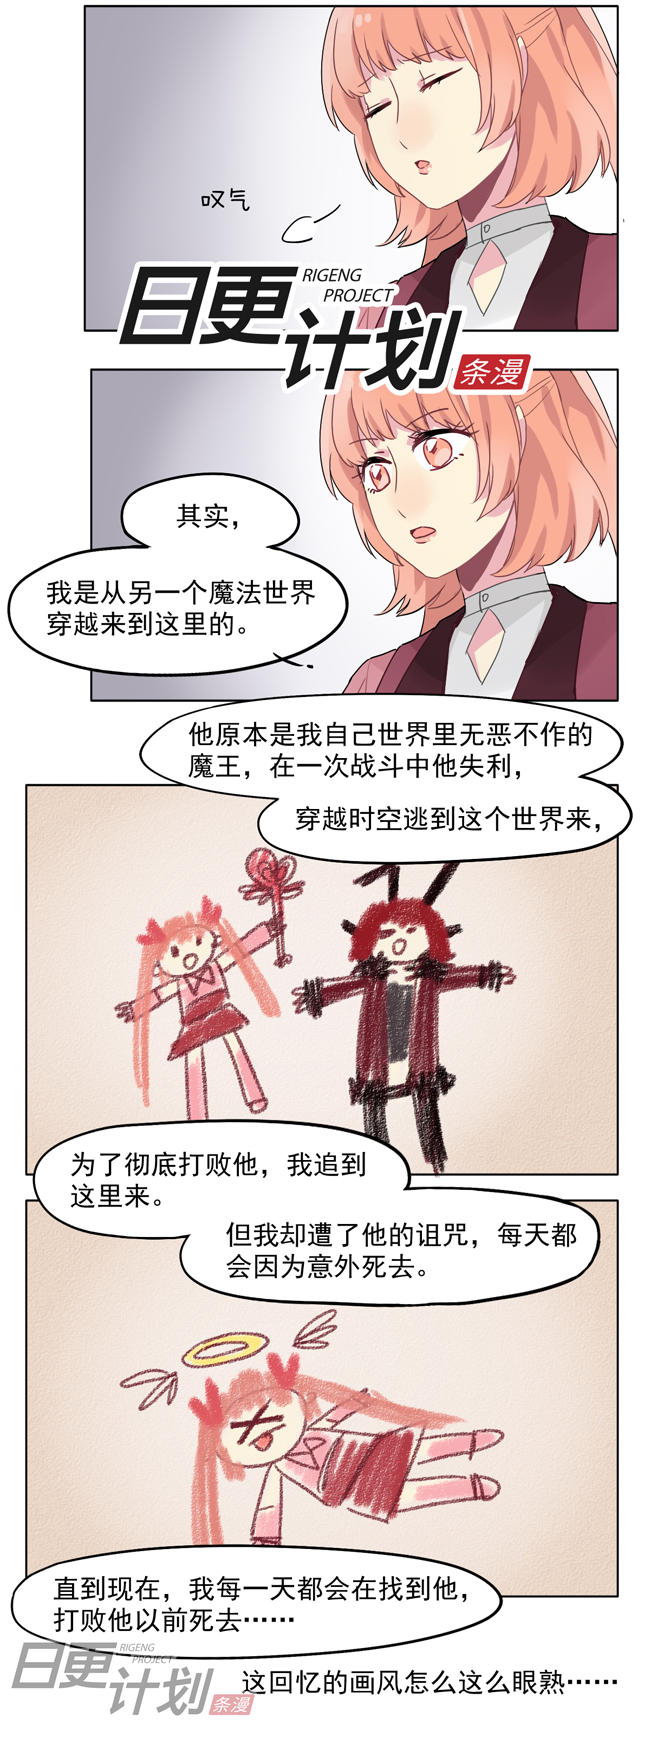 叹气
日更
RIGENG
PROJECT
计划
条漫
其实，
我是从另一个魔法世界
穿越来到这里的。
他原本是我自己世界里无恶不作的
魔王，在一次战斗中他失利，
穿越时空逃到这个世界来，
为了彻底打败他，我追到
这里来。
但我却遭了他的诅咒，每天都
会因为意外死去。
直到现在，我每一天都会在找到他，
打败他以前死去……
日更
RIGENG
PROJECT
计划
条漫
这回忆的画风怎么这么眼熟……